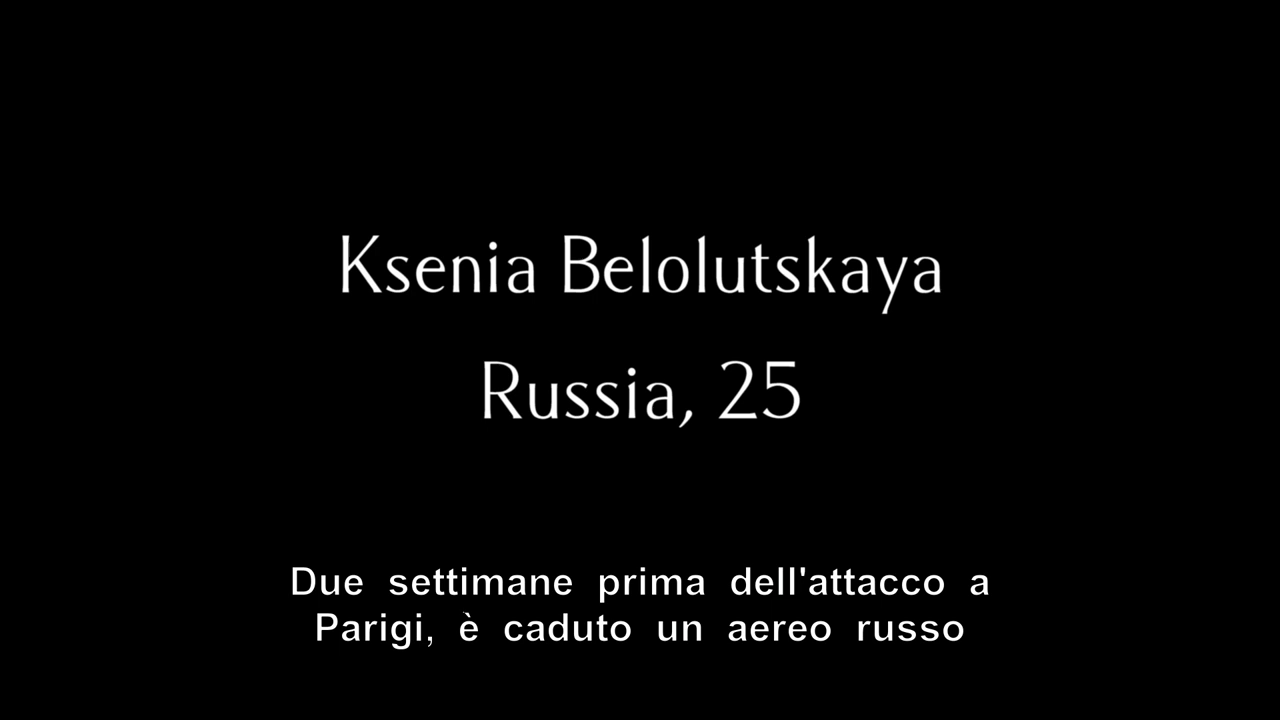 Ksenia Belolutskaya
Russia, 25
Due settimane prima dell'attacco a
Parigi, è caduto un aereo russo